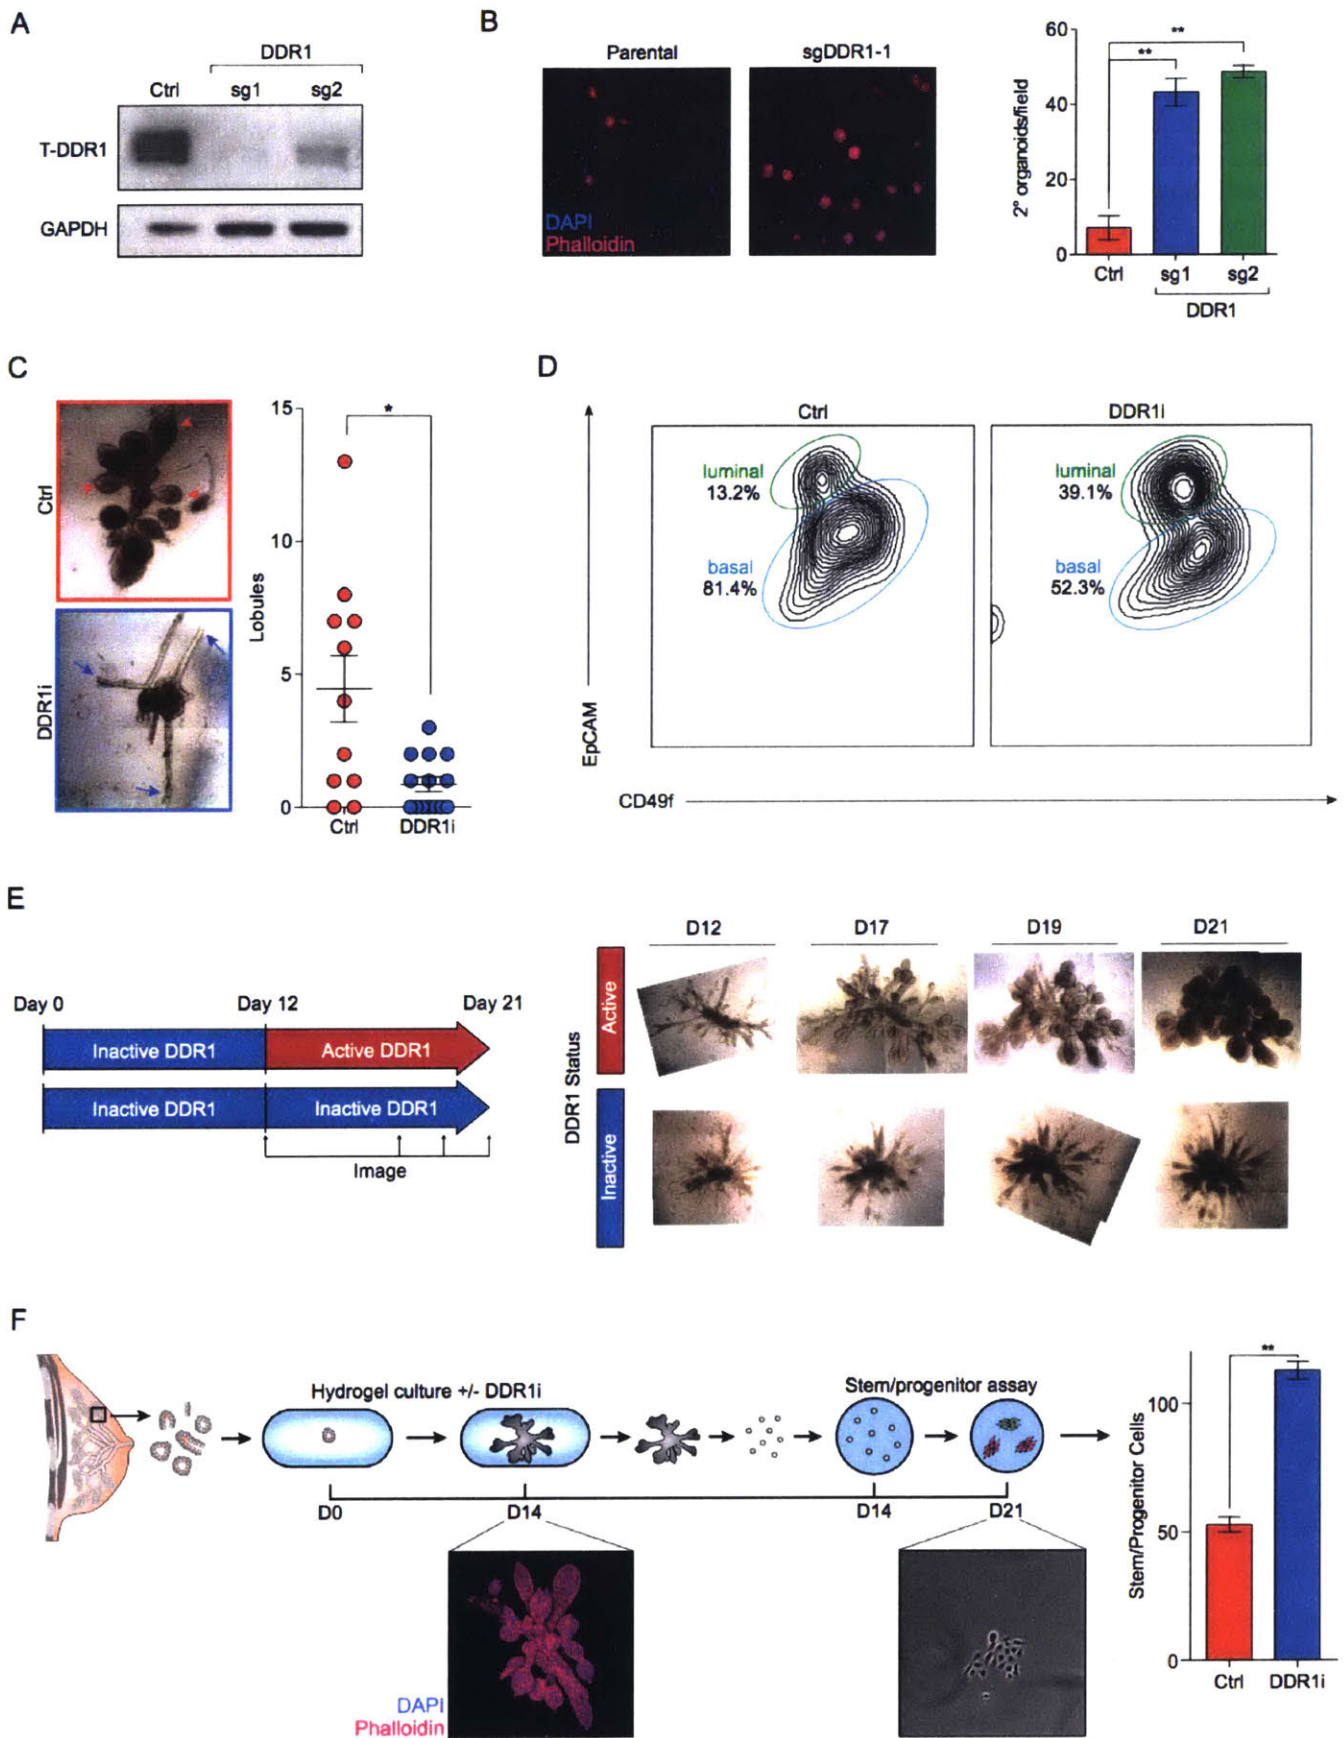 A
DDR1
Ctrl
sg1
sg2
T-DDR1
GAPDH
B
Parental
sgDDR1-1
DAPI
Phalloidin
60
40
20
0
2° organoids/field
**
**
Ctrl
sg1
sg2
DDR1
C
Ctrl
DDR1i
15
10
5
0
Lobules
*
Ctrl
DDR1i
D
Ctrl
DDR1i
luminal
13.2%
basal
81.4%
luminal
39.1%
basal
52.3%
EpCAM
CD49f
E
Day 0
Day 12
Day 21
Inactive DDR1
Active DDR1
Inactive DDR1
Inactive DDR1
Image
DDR1 Status
Active
Inactive
D12
D17
D19
D21
F
Hydrogel culture +/- DDR1i
Stem/progenitor assay
D0
D14
D14
D21
DAPI
Phalloidin
100
50
0
Stem/Progenitor Cells
**
Ctrl
DDR1i